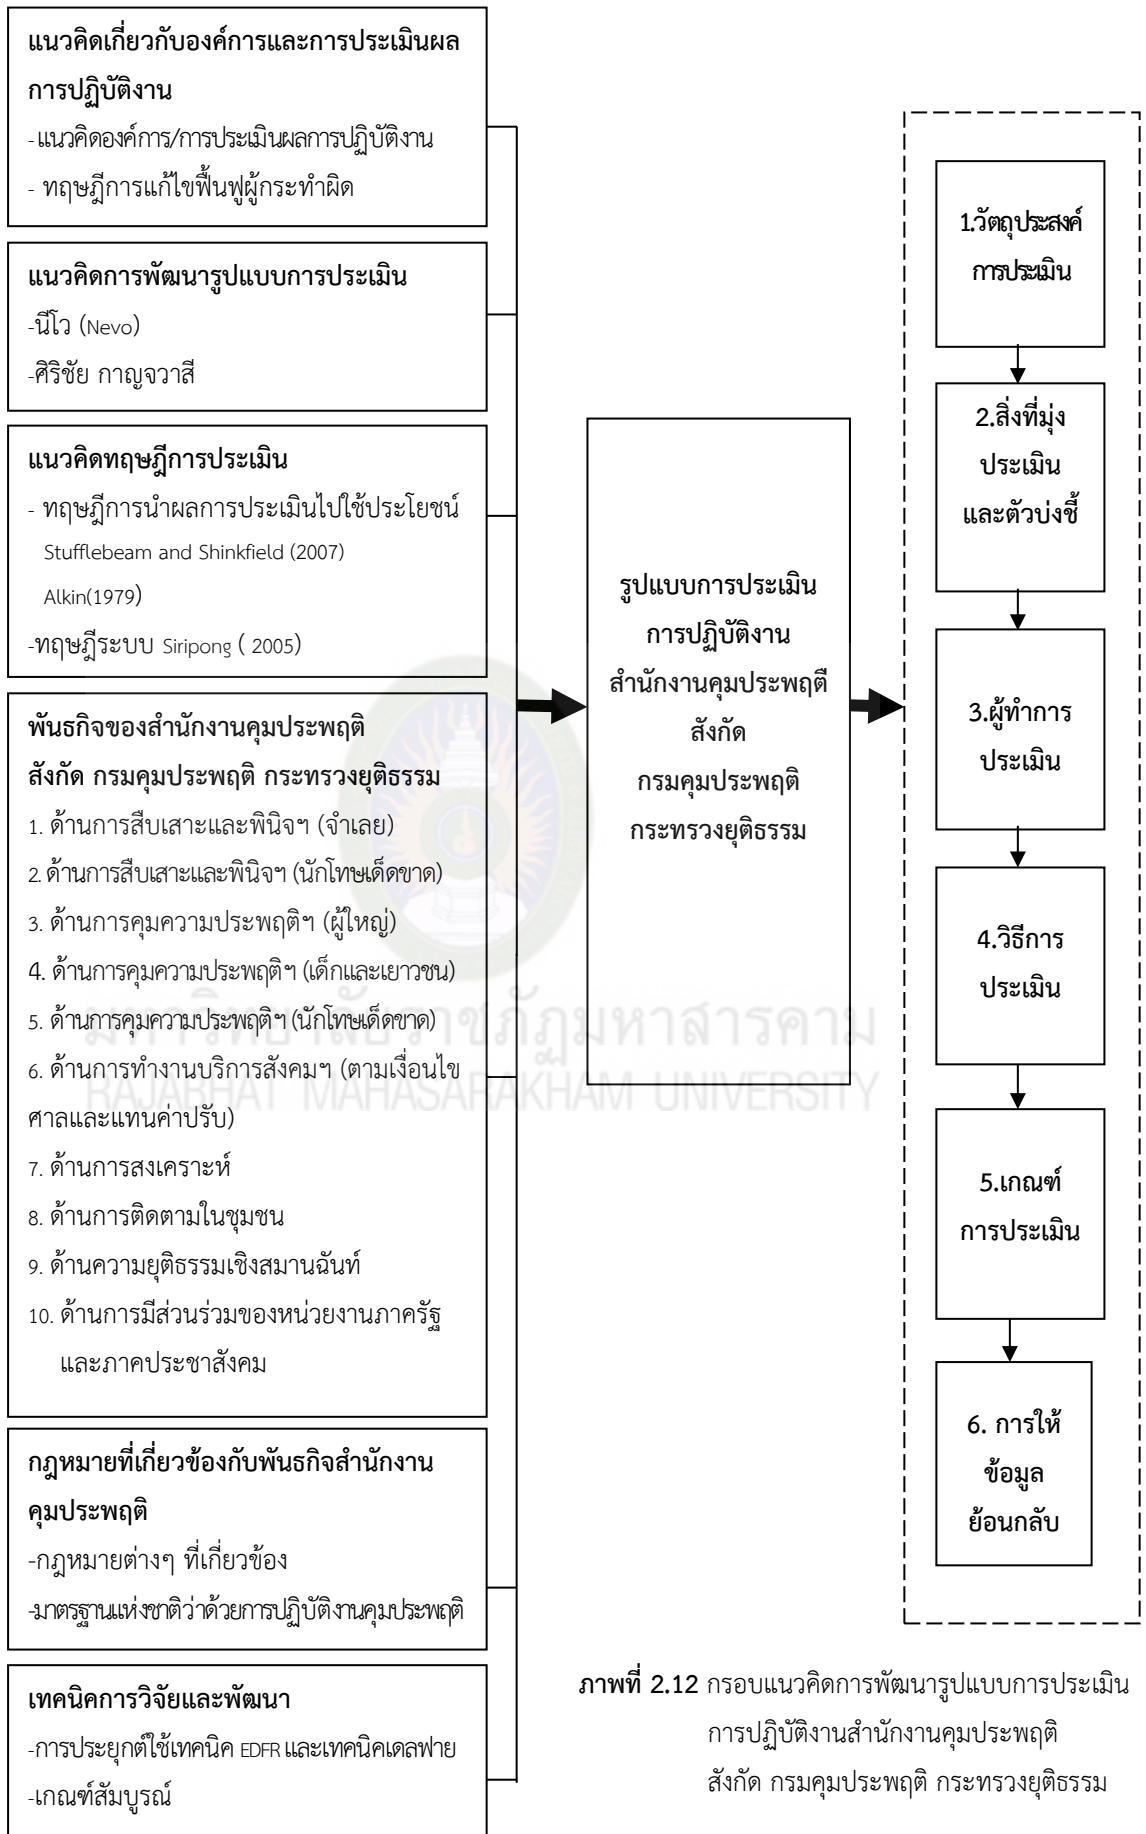 แนวคิดเกี่ยวกับองค์การและการประเมินผล
การปฏิบัติงาน
-แนวคิดองค์การ/การประเมินผลการปฏิบัติงาน
- ทฤษฎีการแก้ไขฟื้นฟูผู้กระทำผิด
แนวคิดการพัฒนารูปแบบการประเมิน
-นีโว (Nevo)
-ศิริชัย กาญจวาสี
แนวคิดทฤษฎีการประเมิน
- ทฤษฎีการนำผลการประเมินไปใช้ประโยชน์
Stufflebeam and Shinkfield (2007)
Alkin(1979)
-ทฤษฎีระบบ Siripong ( 2005)
พันธกิจของสำนักงานคุมประพฤติ
สังกัด กรมคุมประพฤติ กระทรวงยุติธรรม
1. ด้านการสืบเสาะและพินิจฯ (จำเลย)
2. ด้านการสืบเสาะและพินิจฯ (นักโทษเด็ดขาด)
3. ด้านการคุมความประพฤติฯ (ผู้ใหญ่)
4. ด้านการคุมความประพฤติฯ (เด็กและเยาวชน)
5. ด้านการคุมความประพฤติฯ (นักโทษเด็ดขาด)
6. ด้านการทำงานบริการสังคมฯ (ตามเงื่อนไข
ศาลและแทนค่าปรับ)
7. ด้านการสงเคราะห์
8. ด้านการติดตามในชุมชน
9. ด้านความยุติธรรมเชิงสมานฉันท์
10. ด้านการมีส่วนร่วมของหน่วยงานภาครัฐ
และภาคประชาสังคม
กฎหมายที่เกี่ยวข้องกับพันธกิจสำนักงาน
คุมประพฤติ
-กฎหมายต่างๆ ที่เกี่ยวข้อง
-มาตรฐานแห่งชาติว่าด้วยการปฏิบัติงานคุมประพฤติ
เทคนิคการวิจัยและพัฒนา
-การประยุกต์ใช้เทคนิค EDFR และเทคนิคเดลฟาย
-เกณฑ์สัมบูรณ์
รูปแบบการประเมิน
การปฏิบัติงาน
สำนักงานคุมประพฤตื
สังกัด
กรมคุมประพฤติ
กระทรวงยุติธรรม
1.วัตถุประสงค์
การประเมิน
2.สิ่งที่มุ่ง
ประเมิน
และตัวบ่งชี้
3.ผู้ทำการ
ประเมิน
4.วิธีการ
ประเมิน
5.เกณฑ์
การประเมิน
6. การให้
ข้อมูล
ย้อนกลับ
มหาวิทยาลัยราชภัฏมหาสารคาม
RAJABHAT MAHASARAKHAM UNIVERSITY
ภาพที่ 2.12 กรอบแนวคิดการพัฒนารูปแบบการประเมิน
การปฏิบัติงานสำนักงานคุมประพฤติ
สังกัด กรมคุมประพฤติ กระทรวงยุติธรรม